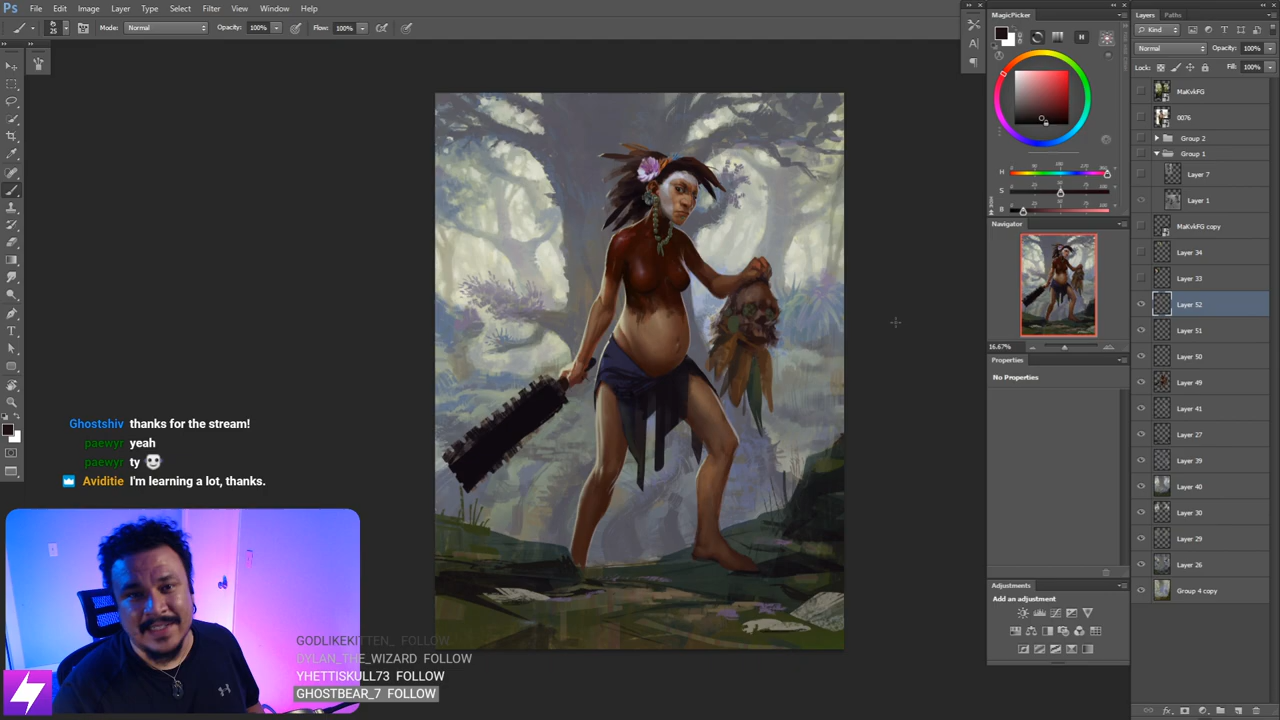 Ps File Edit Image Layer Type Select Filter View Window Help
25 Mode: Normal Opacity: 100% Flow: 100%
MagicPicker
H
H
S
B
Navigator
16.67%
Properties
No Properties
Adjustments
Add an adjustment
Layers Paths
Kind
Normal Opacity: 100%
Lock: Fill: 100%
MaKvkFG
0076
Group 2
Group 1
Layer 7
Layer 1
MaKvkFG copy
Layer 34
Layer 33
Layer 52
Layer 51
Layer 50
Layer 49
Layer 41
Layer 27
Layer 39
Layer 40
Layer 30
Layer 29
Layer 26
Group 4 copy
fx
Ghostshiv thanks for the stream!
paewyr yeah
paewyr ty
Aviditie I'm learning a lot, thanks.
GODLIKEKITTEN_ FOLLOW
DYLAN_THE_WIZARD FOLLOW
YHETTISKULL73 FOLLOW
GHOSTBEAR_7 FOLLOW